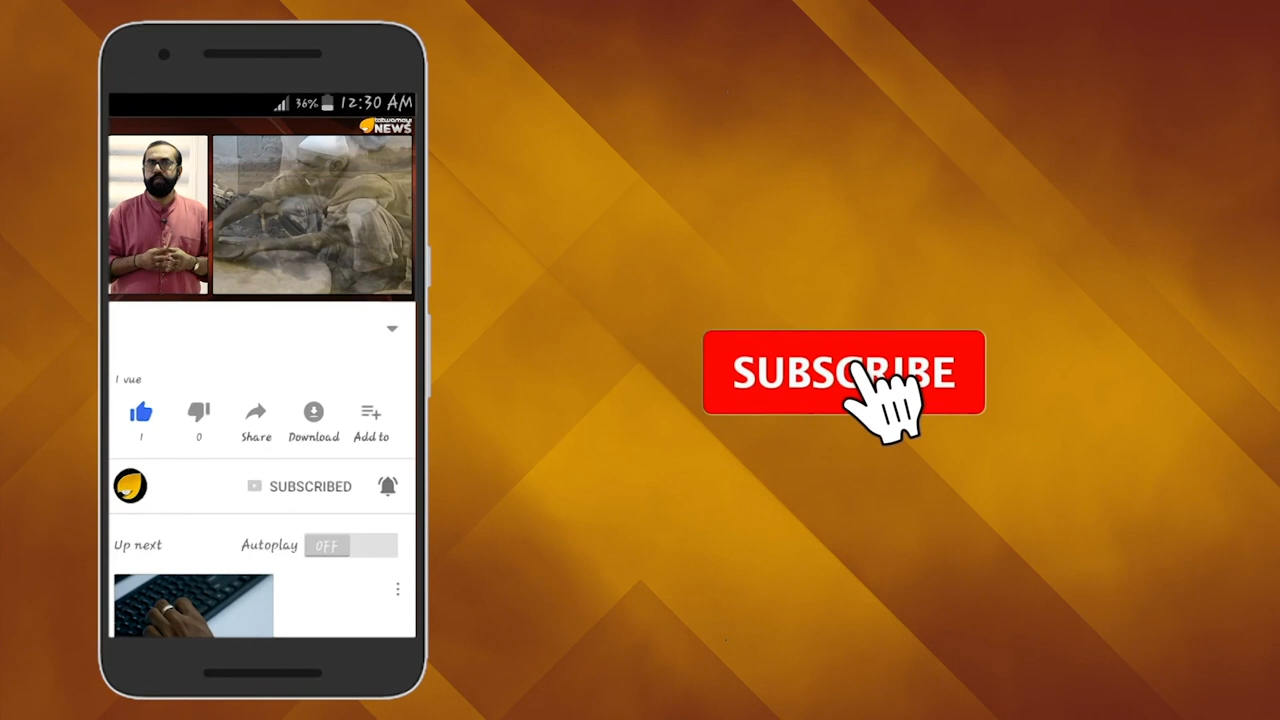 36% 12:30 AM
tatwamayi
NEWS
1 vue
1
0
Share
Download
Add to
SUBSCRIBED
Up next
Autoplay
OFF
SUBSCRIBE